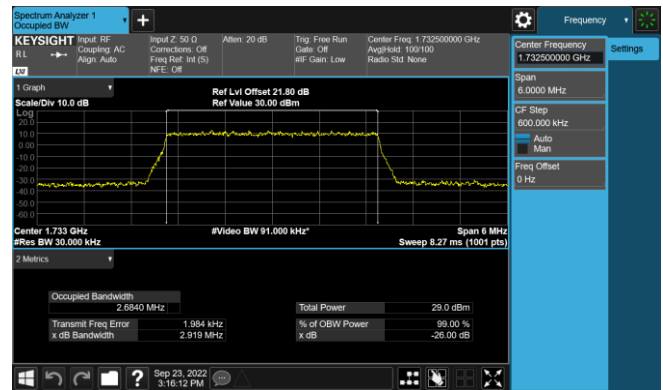 Spectrum Analyzer 1
Occupied BW
Frequency
KEYSIGHT
RL
LXI
Input: RF
Coupling: AC
Align: Auto
Input Z: 50 Ω
Corrections: Off
Freq Ref: Int (S)
NFE: Off
Atten: 20 dB
Trig: Free Run
Gate: Off
#IF Gain: Low
Center Freq: 1.732500000 GHz
Avg|Hold: 100/100
Radio Std: None
Center Frequency
1.732500000 GHz
Settings
Span
6.0000 MHz
CF Step
600.000 kHz
Auto
Man
Freq Offset
0 Hz
1 Graph
Scale/Div 10.0 dB
Ref Lvl Offset 21.80 dB
Ref Value 30.00 dBm
Log
20.0
10.0
0.00
-10.0
-20.0
-30.0
-40.0
-50.0
-60.0
Center 1.733 GHz
#Res BW 30.000 kHz
#Video BW 91.000 kHz*
Span 6 MHz
Sweep 8.27 ms (1001 pts)
2 Metrics
Occupied Bandwidth
2.6840 MHz
Total Power 29.0 dBm
Transmit Freq Error 1.984 kHz
% of OBW Power 99.00 %
x dB Bandwidth 2.919 MHz
x dB -26.00 dB
?
Sep 23, 2022
3:16:12 PM